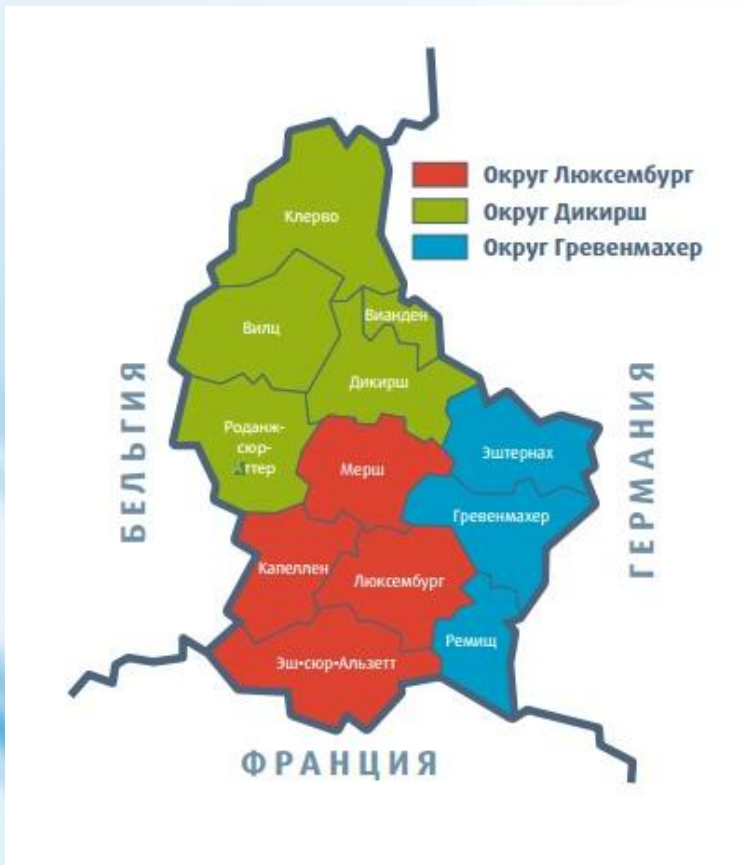 Округ Люксембург
Округ Дикирш
Округ Гревенмахер
Клерво
Вианден
Вилц
Дикирш
Роданж-
сюр-
Аттер
Эштернах
Мерш
Гревенмахер
Капеллен
Люксембург
Ремищ
Эш•сюр•Альзетт
БЕЛЬГИЯ
ГЕРМАНИЯ
ФРАНЦИЯ